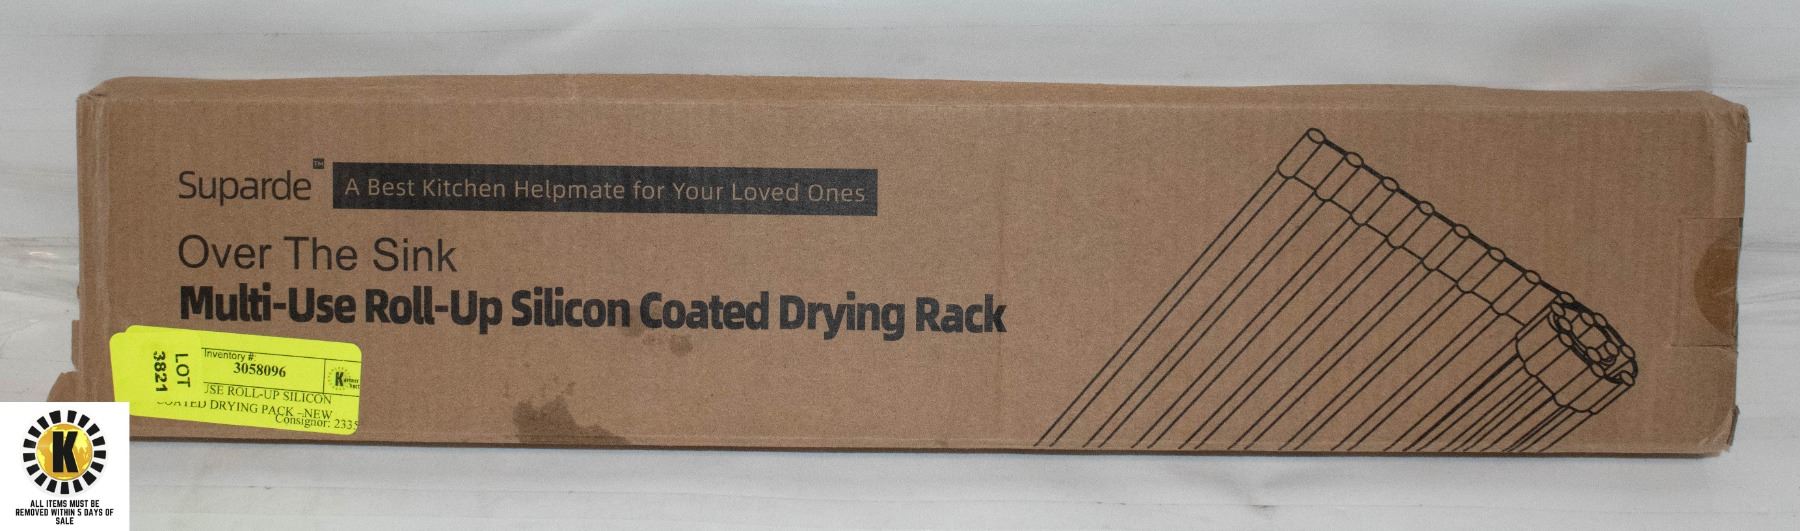 Suparde™ A Best Kitchen Helpmate for Your Loved Ones
Over The Sink
Multi-Use Roll-Up Silicon Coated Drying Rack
LOT
3821
Inventory #:
3058096
K
USE ROLL-UP SILICON
COATED DRYING PACK -NEW
Consignor: 2335
K
ALL ITEMS MUST BE
REMOVED WITHIN 5 DAYS OF
SALE